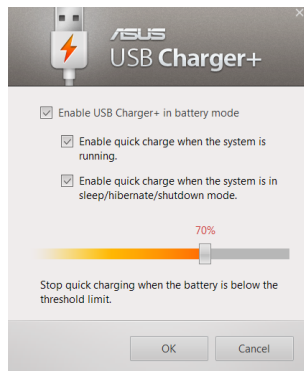 ASUS
USB Charger+
Enable USB Charger+ in battery mode
Enable quick charge when the system is
running.
Enable quick charge when the system is in
sleep/hibernate/shutdown mode.
70%
Stop quick charging when the battery is below the
threshold limit.
OK Cancel